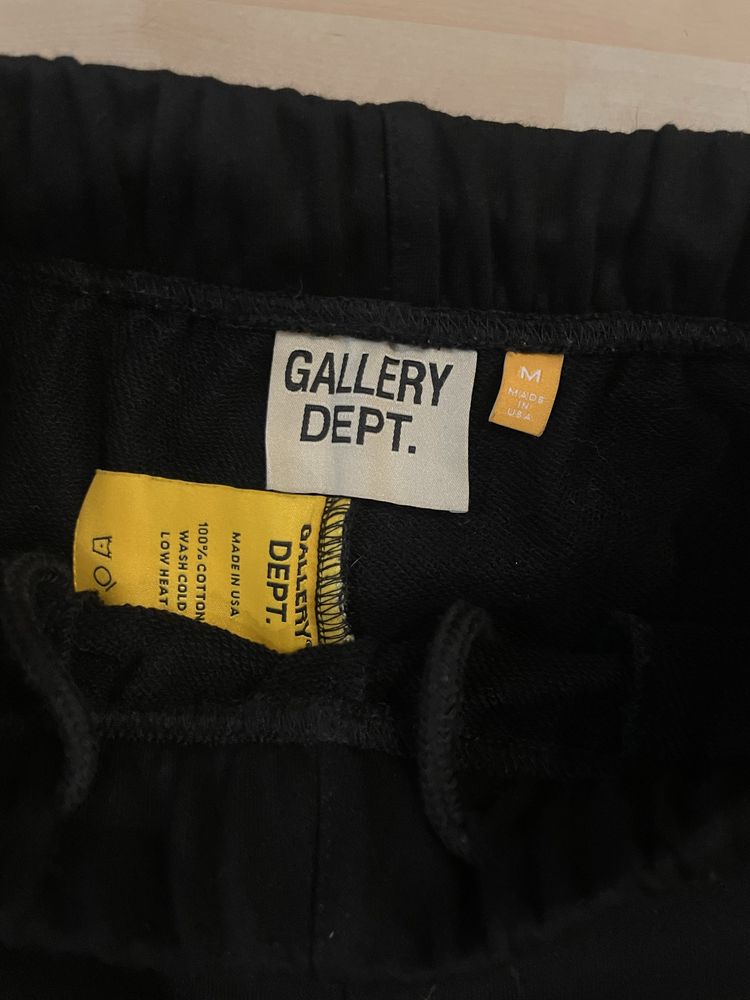 GALLERY
DEPT.
M
MADE
IN
USA
GALLERY
DEPT.
MADE IN USA
100% COTTON
WASH COLD
LOW HEAT